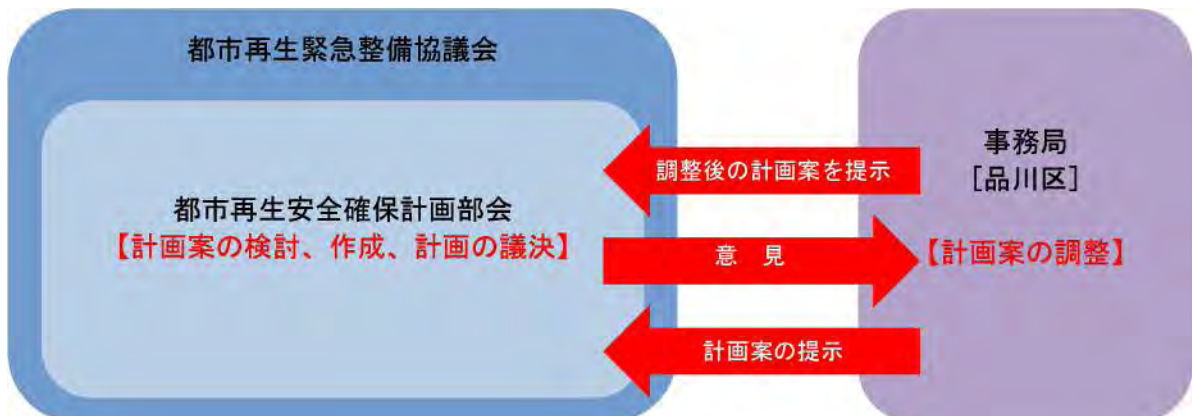 都市再生緊急整備協議会
都市再生安全確保計画部会
【計画案の検討、作成、計画の議決】
調整後の計画案を提示
意 見
計画案の提示
事務局
[品川区]
【計画案の調整】